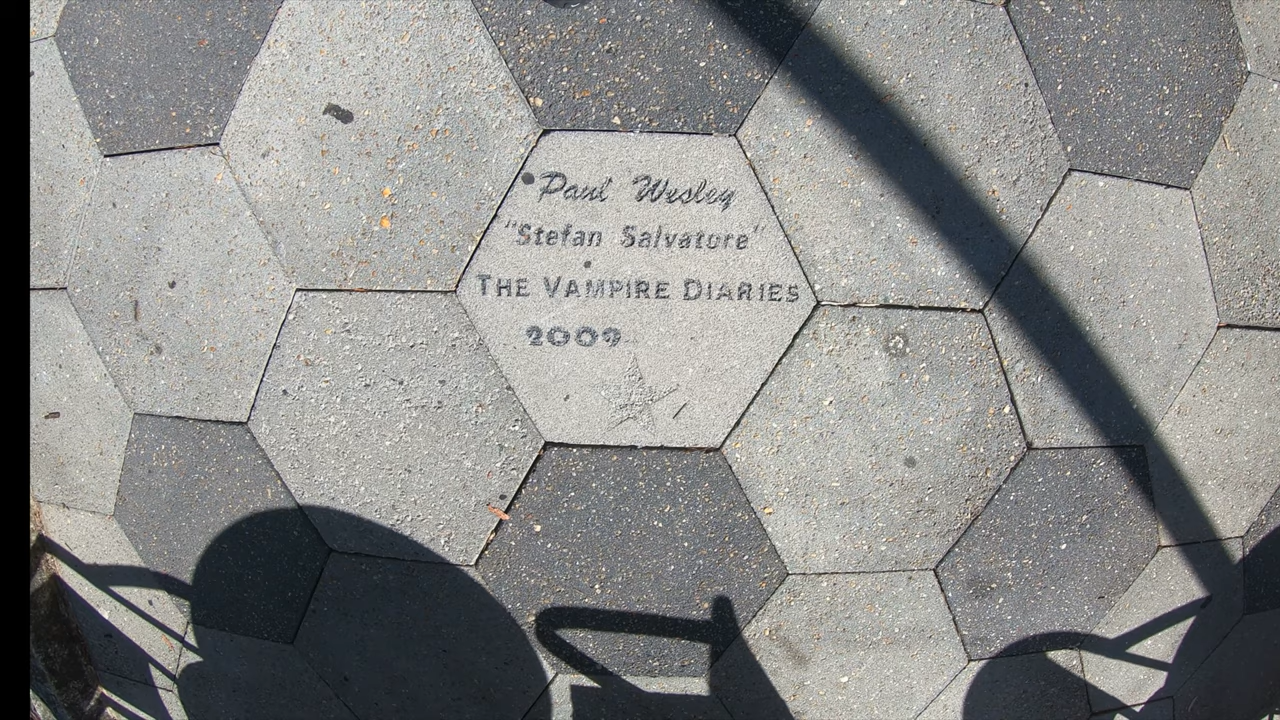 Paul Wesley
"Stefan Salvatore"
THE VAMPIRE DIARIES
2009